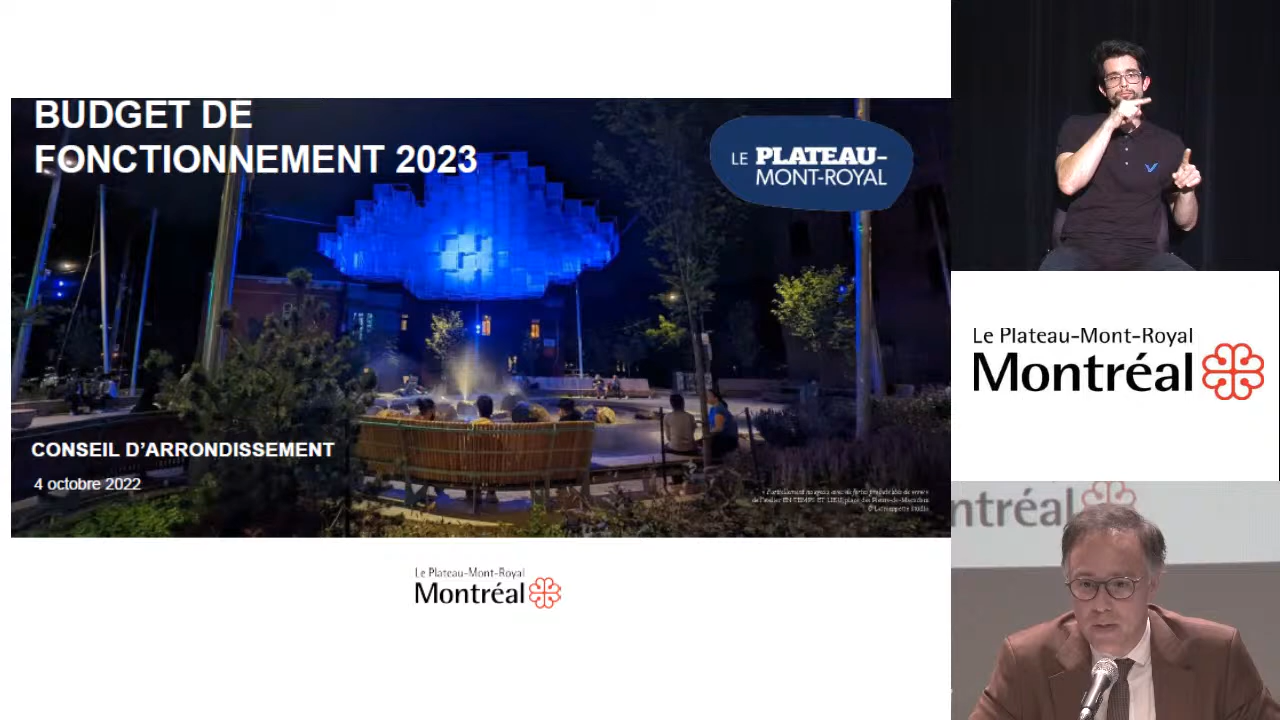 BUDGET DE
FONCTIONNEMENT 2023
LE PLATEAU-
MONT-ROYAL
CONSEIL D'ARRONDISSEMENT
4 octobre 2022
Le Plateau-Mont-Royal
Montréal
Le Plateau-Mont-Royal
Montréal
ntréal